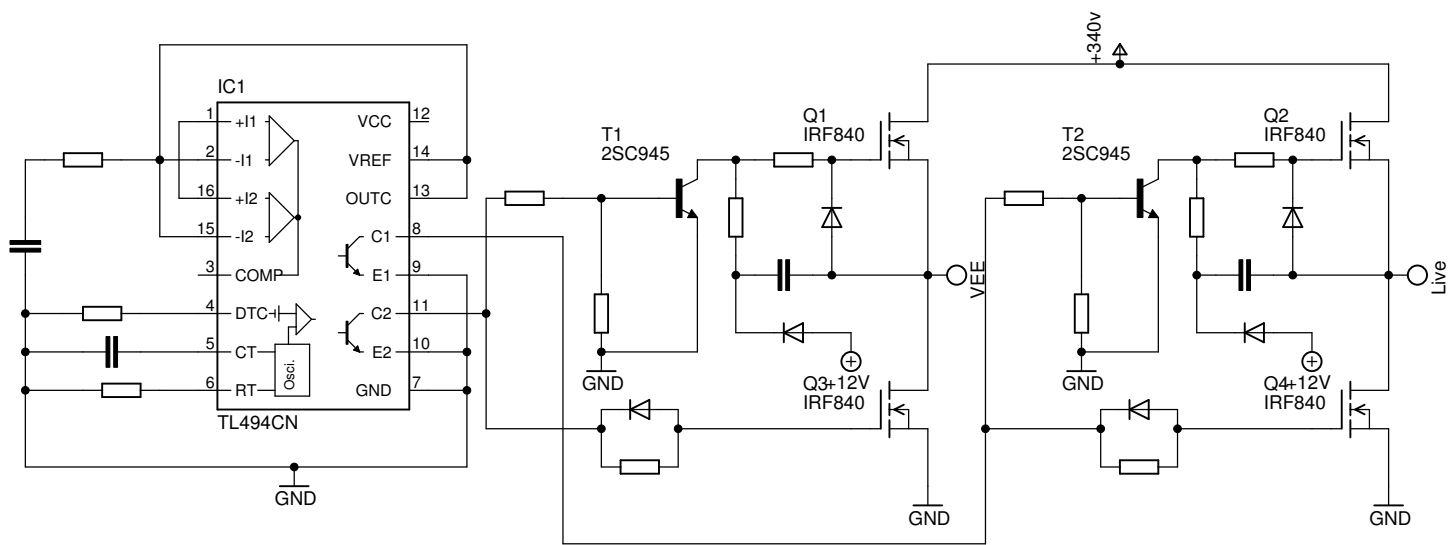 +340v
IC1
1 +I1 VCC 12
2 -I1 VREF 14
16 +I2 OUTC 13
15 -I2 C1 8
3 COMP E1 9
4 DTC C2 11
5 CT E2 10
6 RT GND 7
Osci.
TL494CN
GND
T1
2SC945
Q1
IRF840
VEE
GND
Q3+12V
IRF840
GND
T2
2SC945
Q2
IRF840
Live
GND
Q4+12V
IRF840
GND